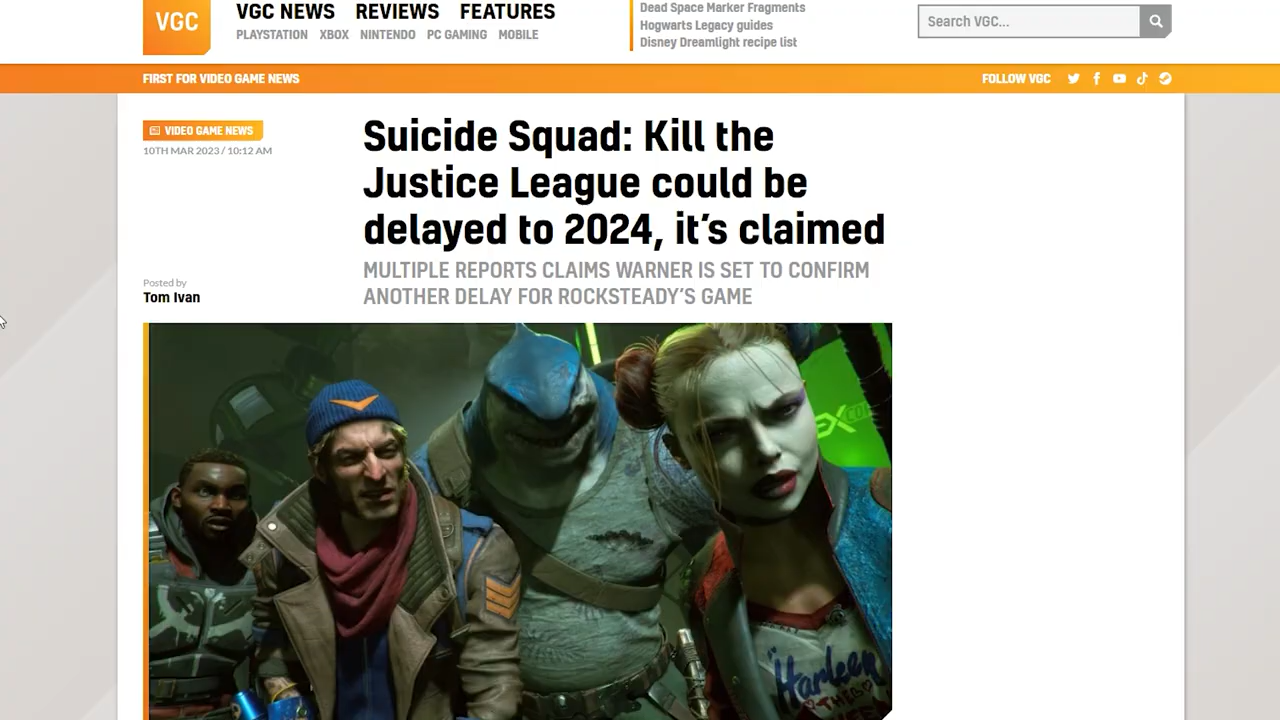 VGC
VGC NEWS REVIEWS FEATURES
PLAYSTATION XBOX NINTENDO PC GAMING MOBILE
Dead Space Marker Fragments
Hogwarts Legacy guides
Disney Dreamlight recipe list
Search VGC...
FIRST FOR VIDEO GAME NEWS
FOLLOW VGC
VIDEO GAME NEWS
10TH MAR 2023 / 10:12 AM
Suicide Squad: Kill the
Justice League could be
delayed to 2024, it’s claimed
MULTIPLE REPORTS CLAIMS WARNER IS SET TO CONFIRM
ANOTHER DELAY FOR ROCKSTEADY’S GAME
Posted by
Tom Ivan
"Harleen
THE